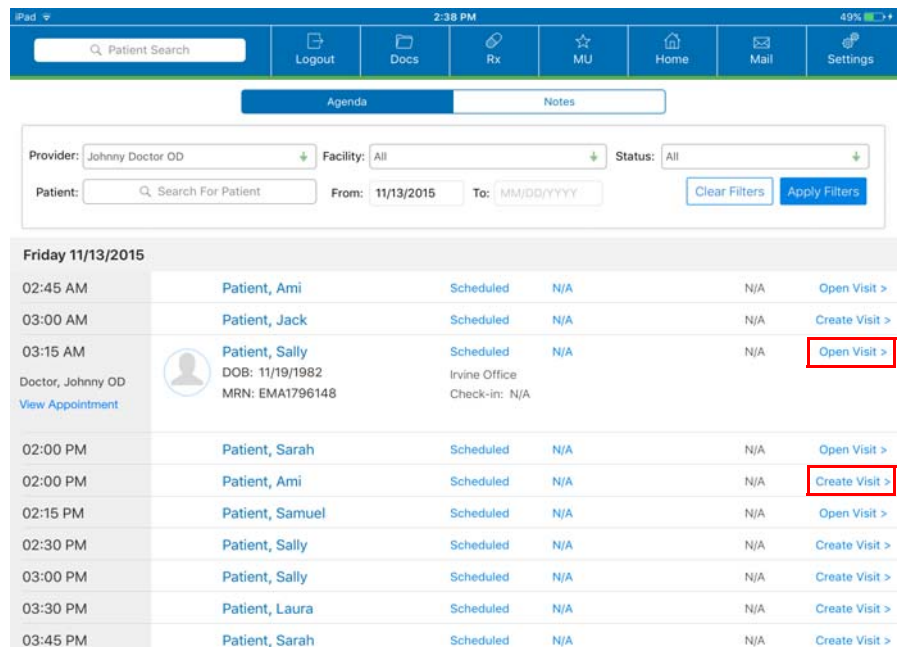 iPad 2:38 PM 49%
Patient Search Logout Docs Rx MU Home Mail Settings
Agenda Notes
Provider: Johnny Doctor OD Facility: All Status: All
Patient: Search For Patient From: 11/13/2015 To: MM/DD/YYYY Clear Filters Apply Filters
Friday 11/13/2015
02:45 AM Patient, Ami Scheduled N/A N/A Open Visit >
03:00 AM Patient, Jack Scheduled N/A N/A Create Visit >
03:15 AM Patient, Sally Scheduled N/A N/A Open Visit >
DOB: 11/19/1982 Irvine Office
Doctor, Johnny OD MRN: EMA1796148 Check-in: N/A
View Appointment
02:00 PM Patient, Sarah Scheduled N/A N/A Open Visit >
02:00 PM Patient, Ami Scheduled N/A N/A Create Visit >
02:15 PM Patient, Samuel Scheduled N/A N/A Open Visit >
02:30 PM Patient, Sally Scheduled N/A N/A Create Visit >
03:00 PM Patient, Sally Scheduled N/A N/A Create Visit >
03:30 PM Patient, Laura Scheduled N/A N/A Create Visit >
03:45 PM Patient, Sarah Scheduled N/A N/A Create Visit >